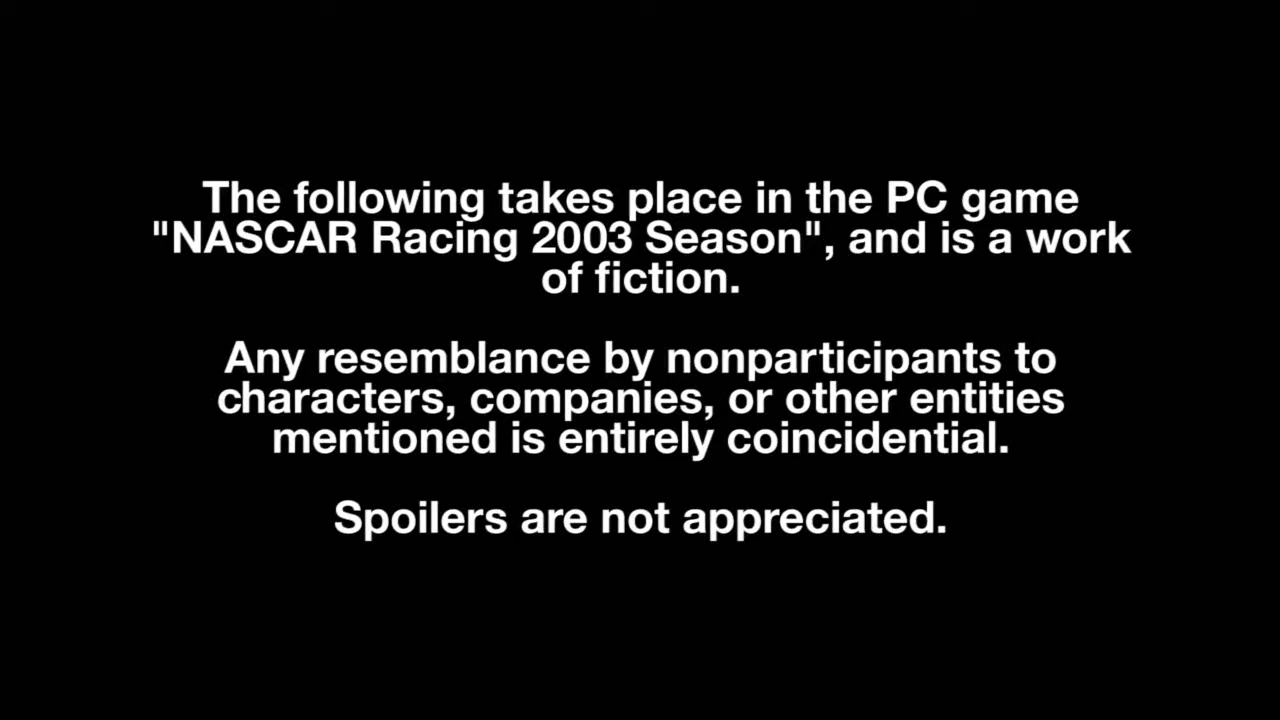 The following takes place in the PC game
"NASCAR Racing 2003 Season", and is a work
of fiction.
Any resemblance by nonparticipants to
characters, companies, or other entities
mentioned is entirely coincidential.
Spoilers are not appreciated.